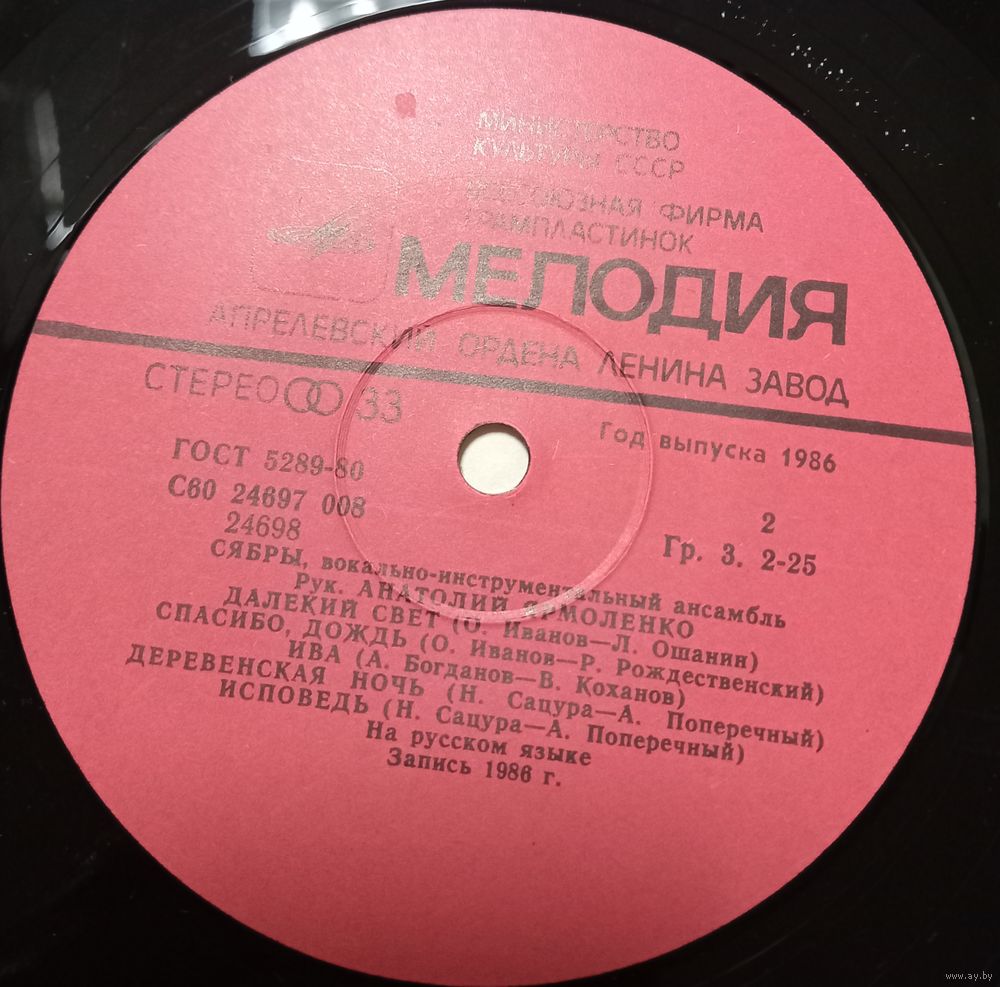 МИНИСТЕРСТВО
КУЛЬТУРЫ СССР
ВСЕСОЮЗНАЯ ФИРМА
ГРАМПЛАСТИНОК
МЕЛОДИЯ
АПРЕЛЕВСКИЙ ОРДЕНА ЛЕНИНА ЗАВОД
СТЕРЕО 33
Год выпуска 1986
ГОСТ 5289-80
С60 24697 008
24698
2
Гр. 3. 2-25
СЯБРЫ, вокально-инструментальный ансамбль
Рук. АНАТОЛИЙ ЯРМОЛЕНКО
ДАЛЕКИЙ СВЕТ (О. Иванов—Л. Ошанин)
СПАСИБО, ДОЖДЬ (О. Иванов—Р. Рождественский)
ИВА (А. Богданов—В. Коханов)
ДЕРЕВЕНСКАЯ НОЧЬ (Н. Сацура—А. Поперечный)
ИСПОВЕДЬ (Н. Сацура—А. Поперечный)
На русском языке
Запись 1986 г.
www.ay.by